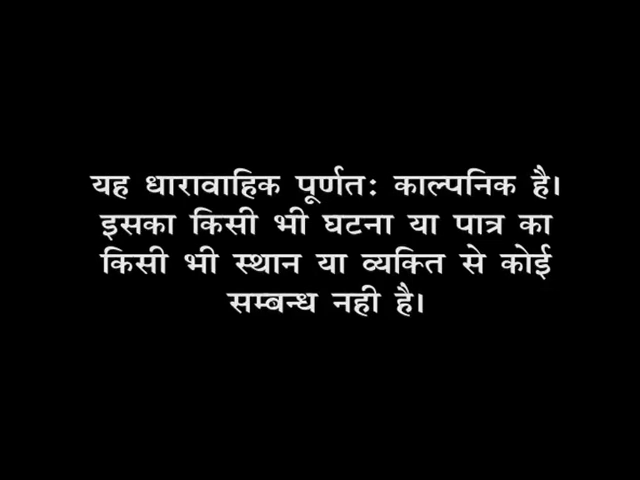 यह धारावाहिक पूर्णत: काल्पनिक है।
इसका किसी भी घटना या पात्र का
किसी भी स्थान या व्यक्ति से कोई
सम्बन्ध नही है।